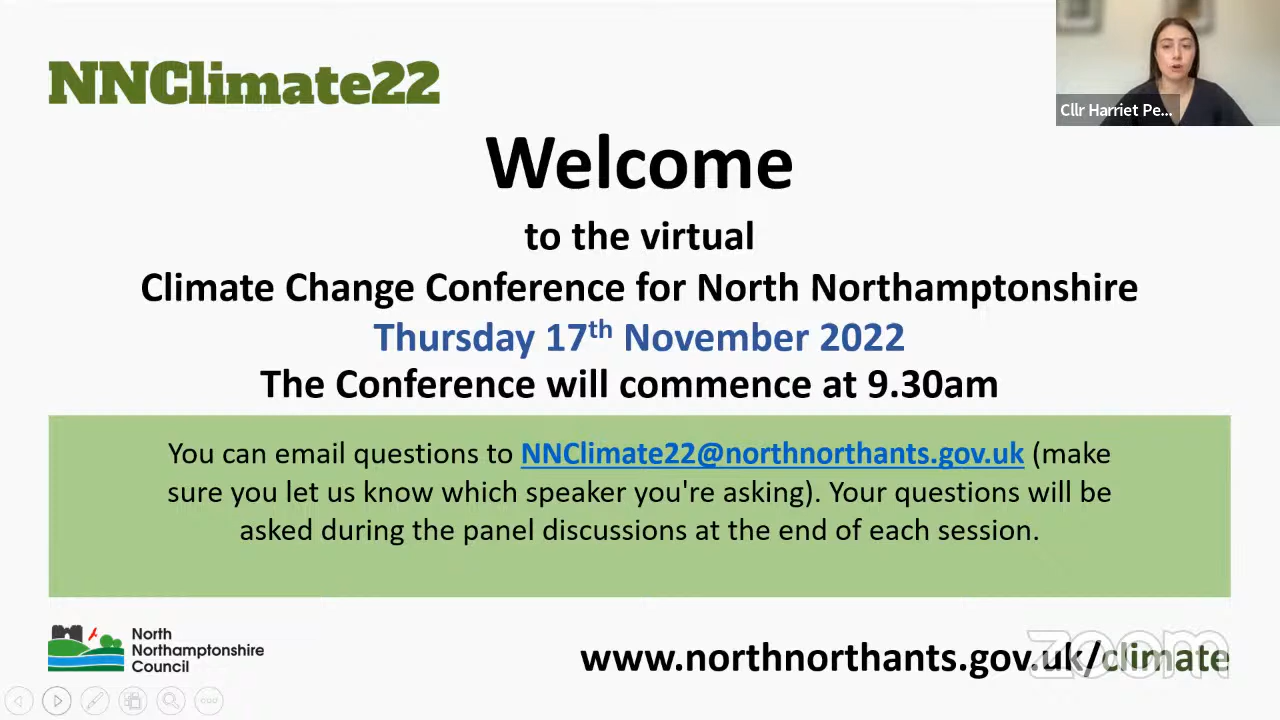 NNClimate22
Cllr Harriet Pe...
Welcome
to the virtual
Climate Change Conference for North Northamptonshire
Thursday 17th November 2022
The Conference will commence at 9.30am
You can email questions to NNClimate22@northnorthants.gov.uk (make
sure you let us know which speaker you're asking). Your questions will be
asked during the panel discussions at the end of each session.
North
Northamptonshire
Council
www.northnorthants.gov.uk/climate
zoom